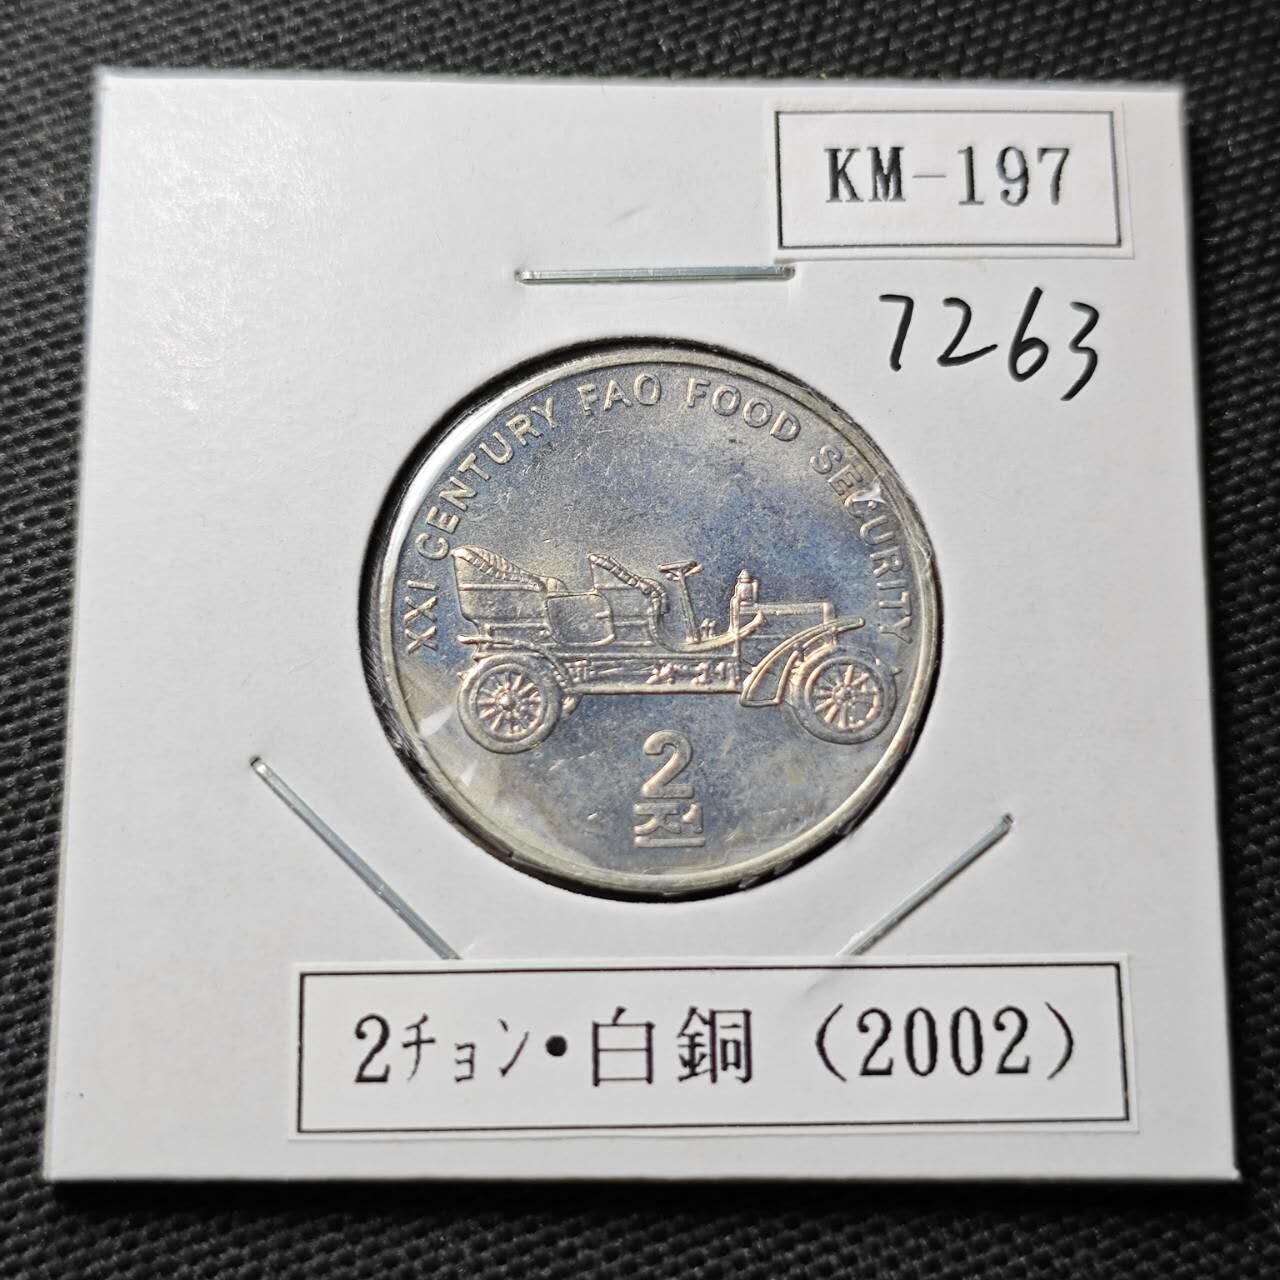 KM-197
7263
XXI CENTURY FAO FOOD SECURITY
2
전
2ﾁｮﾝ•白銅（2002）